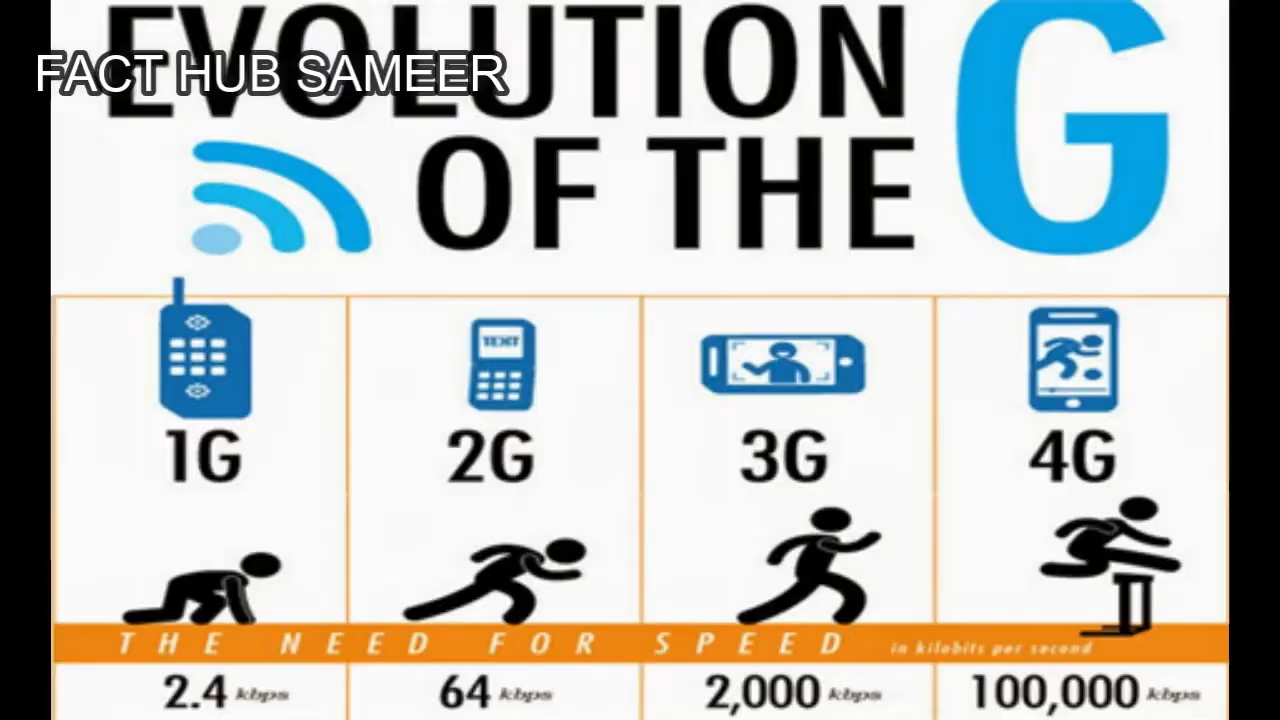 EVOLUTION
FACT HUB SAMEER
OF THE
G
TEXT
1G 2G 3G 4G
THE NEED FOR SPEED in kilobits per second
2.4 kbps 64 kbps 2,000 kbps 100,000 kbps